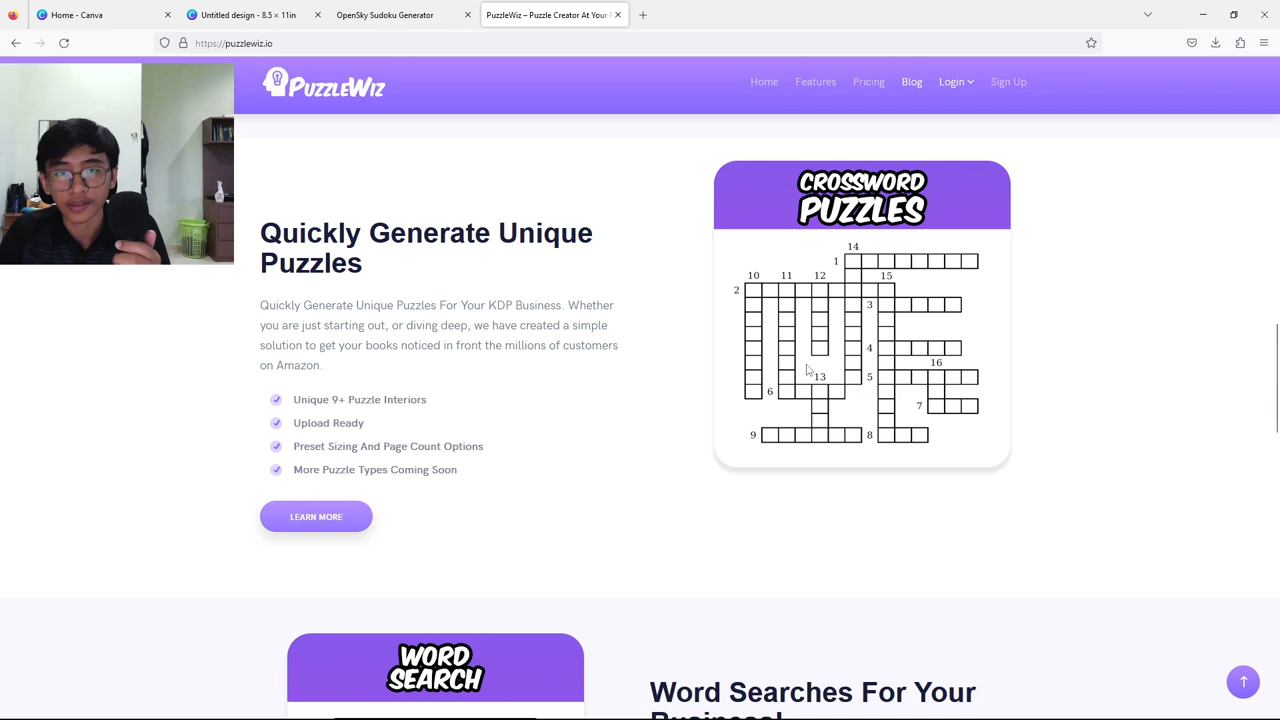 Home - Canva
Untitled design - 8.5 × 11in
OpenSky Sudoku Generator
PuzzleWiz – Puzzle Creator At Your
https://puzzlewiz.io
PUZZLEWIZ
Home
Features
Pricing
Blog
Login
Sign Up
Quickly Generate Unique
Puzzles
Quickly Generate Unique Puzzles For Your KDP Business. Whether
you are just starting out, or diving deep, we have created a simple
solution to get your books noticed in front the millions of customers
on Amazon.
Unique 9+ Puzzle Interiors
Upload Ready
Preset Sizing And Page Count Options
More Puzzle Types Coming Soon
LEARN MORE
CROSSWORD
PUZZLES
14
1
10 11 12 15
2
3
4
16
13 5
6
7
9 8
WORD
SEARCH
Word Searches For Your
Business!